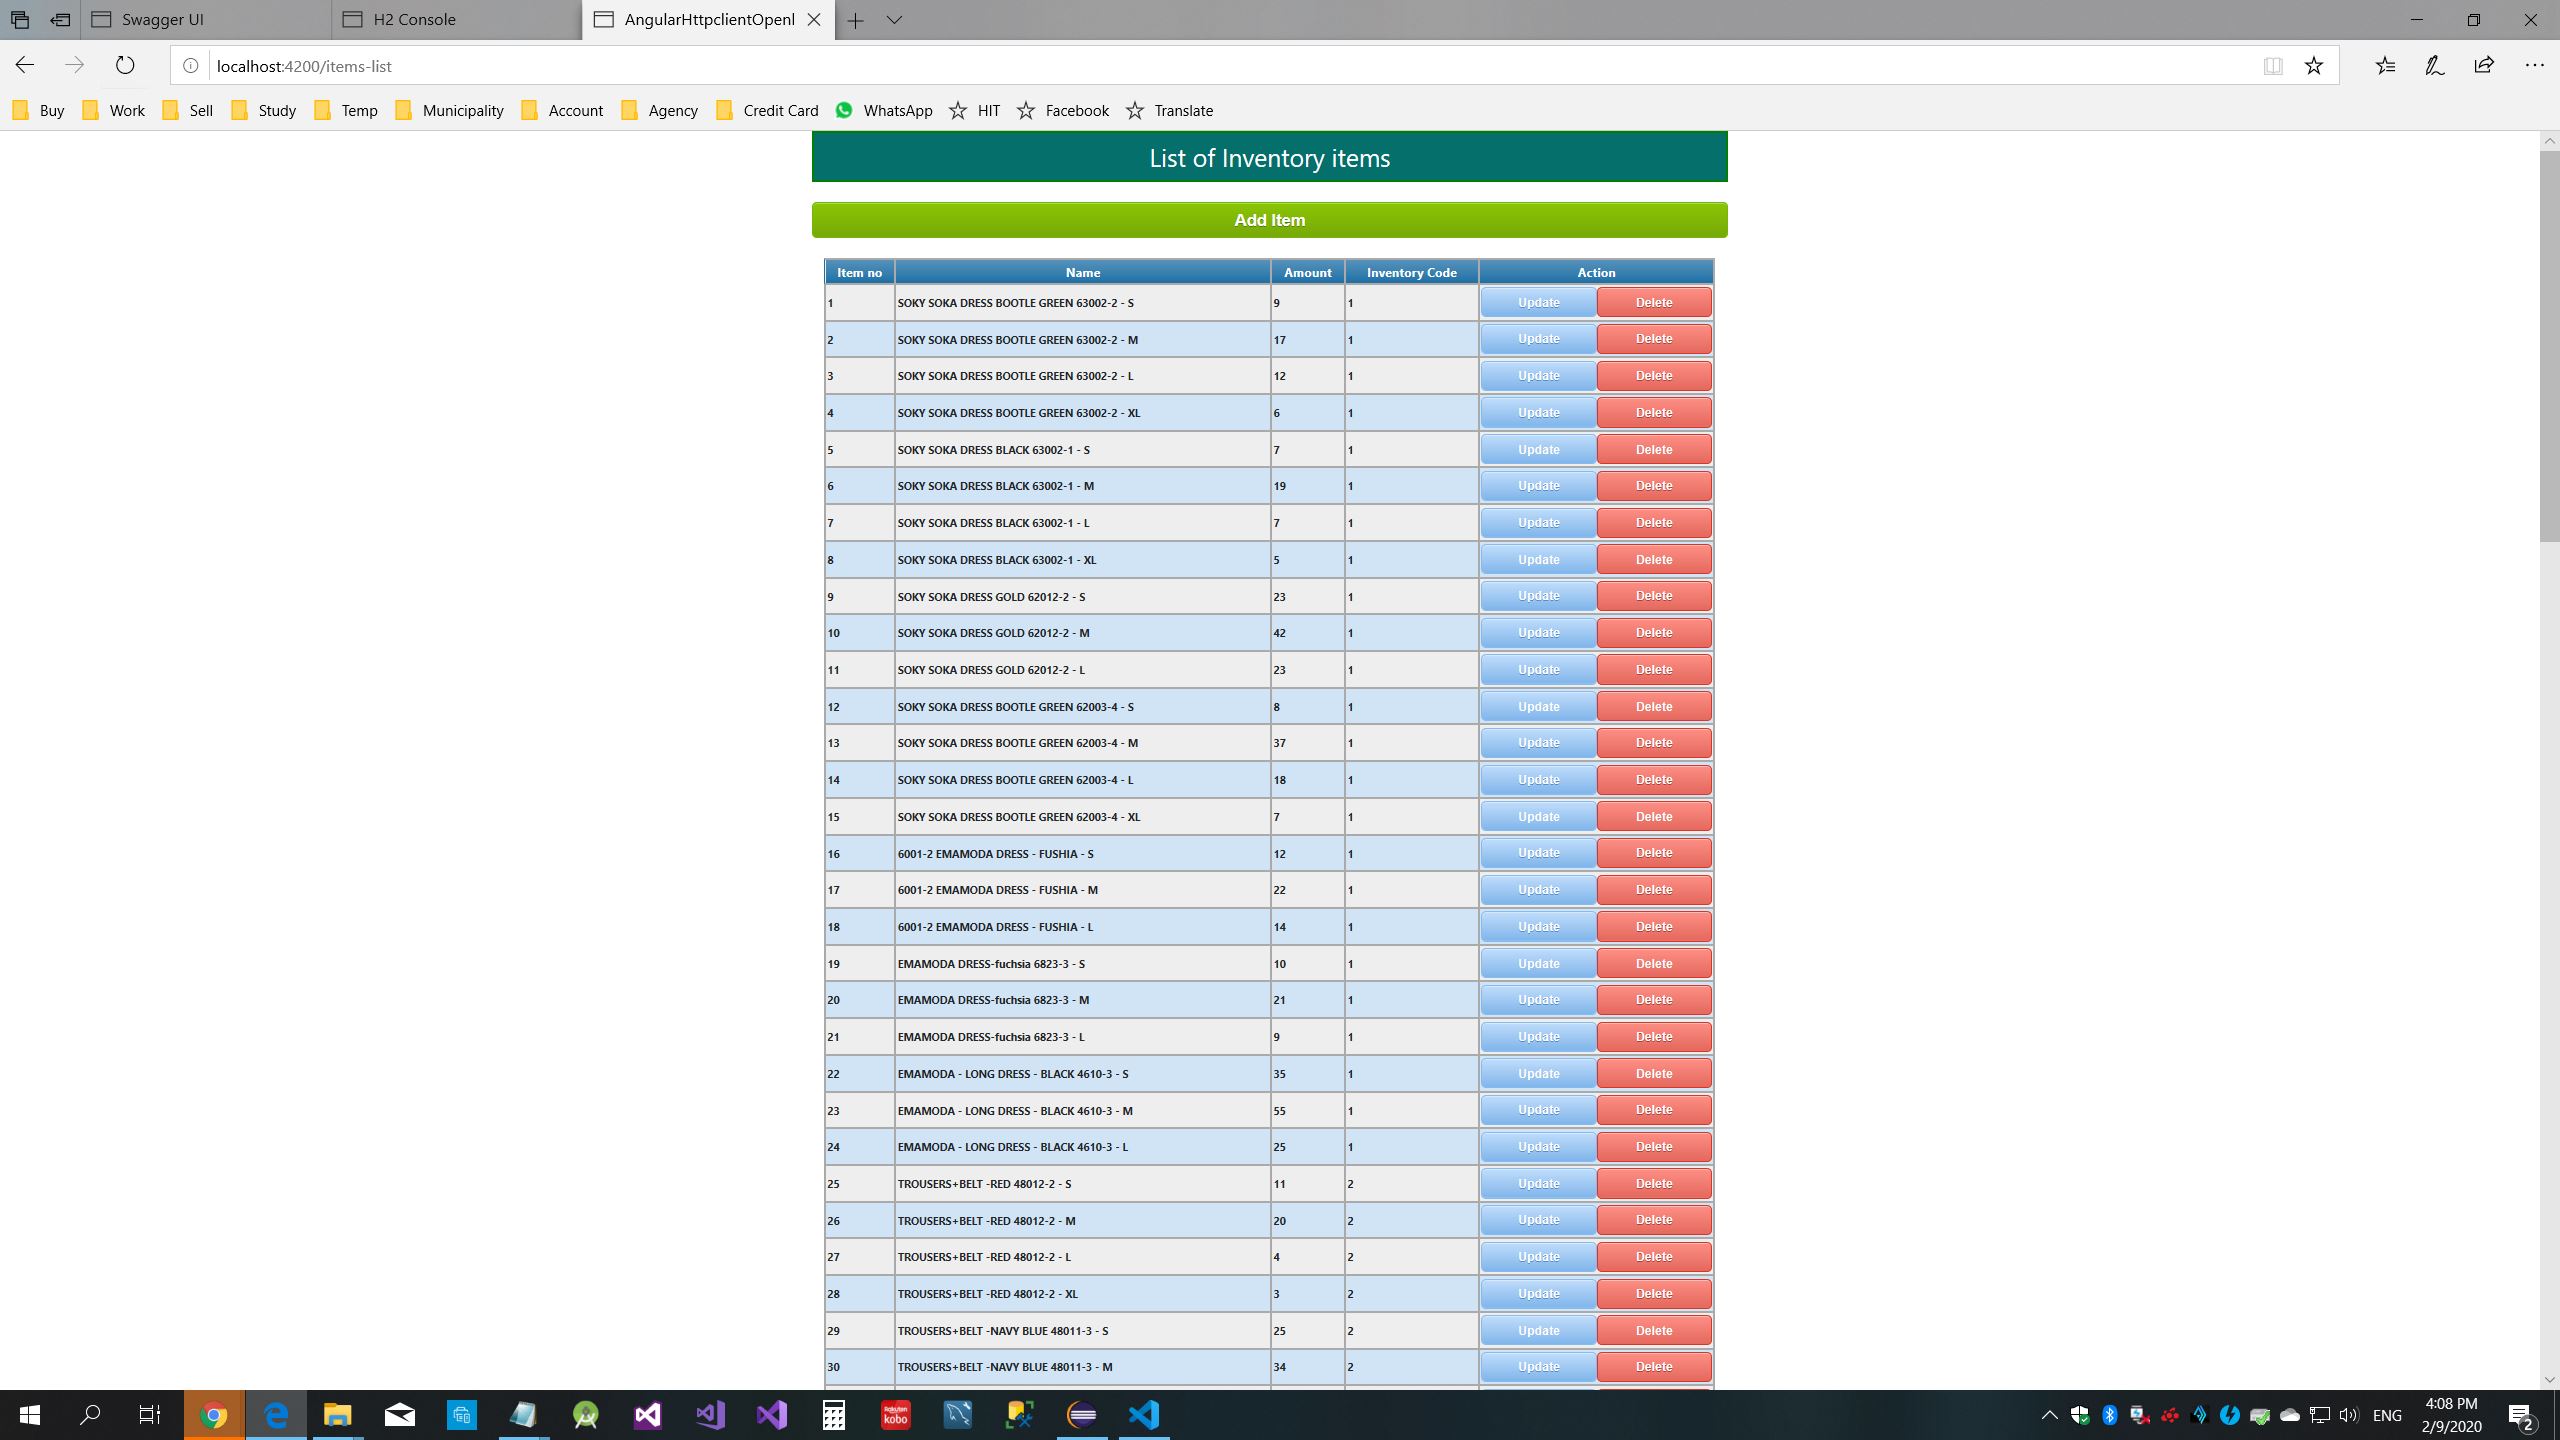 Swagger UI H2 Console AngularHttpclientOpenI
localhost:4200/items-list
Buy Work Sell Study Temp Municipality Account Agency Credit Card WhatsApp HIT Facebook Translate
List of Inventory items
Add Item
Item no Name Amount Inventory Code Action
1 SOKY SOKA DRESS BOOTLE GREEN 63002-2 - S 9 1 Update Delete
2 SOKY SOKA DRESS BOOTLE GREEN 63002-2 - M 17 1 Update Delete
3 SOKY SOKA DRESS BOOTLE GREEN 63002-2 - L 12 1 Update Delete
4 SOKY SOKA DRESS BOOTLE GREEN 63002-2 - XL 6 1 Update Delete
5 SOKY SOKA DRESS BLACK 63002-1 - S 7 1 Update Delete
6 SOKY SOKA DRESS BLACK 63002-1 - M 19 1 Update Delete
7 SOKY SOKA DRESS BLACK 63002-1 - L 7 1 Update Delete
8 SOKY SOKA DRESS BLACK 63002-1 - XL 5 1 Update Delete
9 SOKY SOKA DRESS GOLD 62012-2 - S 23 1 Update Delete
10 SOKY SOKA DRESS GOLD 62012-2 - M 42 1 Update Delete
11 SOKY SOKA DRESS GOLD 62012-2 - L 23 1 Update Delete
12 SOKY SOKA DRESS BOOTLE GREEN 62003-4 - S 8 1 Update Delete
13 SOKY SOKA DRESS BOOTLE GREEN 62003-4 - M 37 1 Update Delete
14 SOKY SOKA DRESS BOOTLE GREEN 62003-4 - L 18 1 Update Delete
15 SOKY SOKA DRESS BOOTLE GREEN 62003-4 - XL 7 1 Update Delete
16 6001-2 EMAMODA DRESS - FUSHIA - S 12 1 Update Delete
17 6001-2 EMAMODA DRESS - FUSHIA - M 22 1 Update Delete
18 6001-2 EMAMODA DRESS - FUSHIA - L 14 1 Update Delete
19 EMAMODA DRESS-fuchsia 6823-3 - S 10 1 Update Delete
20 EMAMODA DRESS-fuchsia 6823-3 - M 21 1 Update Delete
21 EMAMODA DRESS-fuchsia 6823-3 - L 9 1 Update Delete
22 EMAMODA - LONG DRESS - BLACK 4610-3 - S 35 1 Update Delete
23 EMAMODA - LONG DRESS - BLACK 4610-3 - M 55 1 Update Delete
24 EMAMODA - LONG DRESS - BLACK 4610-3 - L 25 1 Update Delete
25 TROUSERS+BELT -RED 48012-2 - S 11 2 Update Delete
26 TROUSERS+BELT -RED 48012-2 - M 20 2 Update Delete
27 TROUSERS+BELT -RED 48012-2 - L 4 2 Update Delete
28 TROUSERS+BELT -RED 48012-2 - XL 3 2 Update Delete
29 TROUSERS+BELT -NAVY BLUE 48011-3 - S 25 2 Update Delete
30 TROUSERS+BELT -NAVY BLUE 48011-3 - M 34 2 Update Delete
Rakuten kobo ENG 4:08 PM
2/9/2020 2